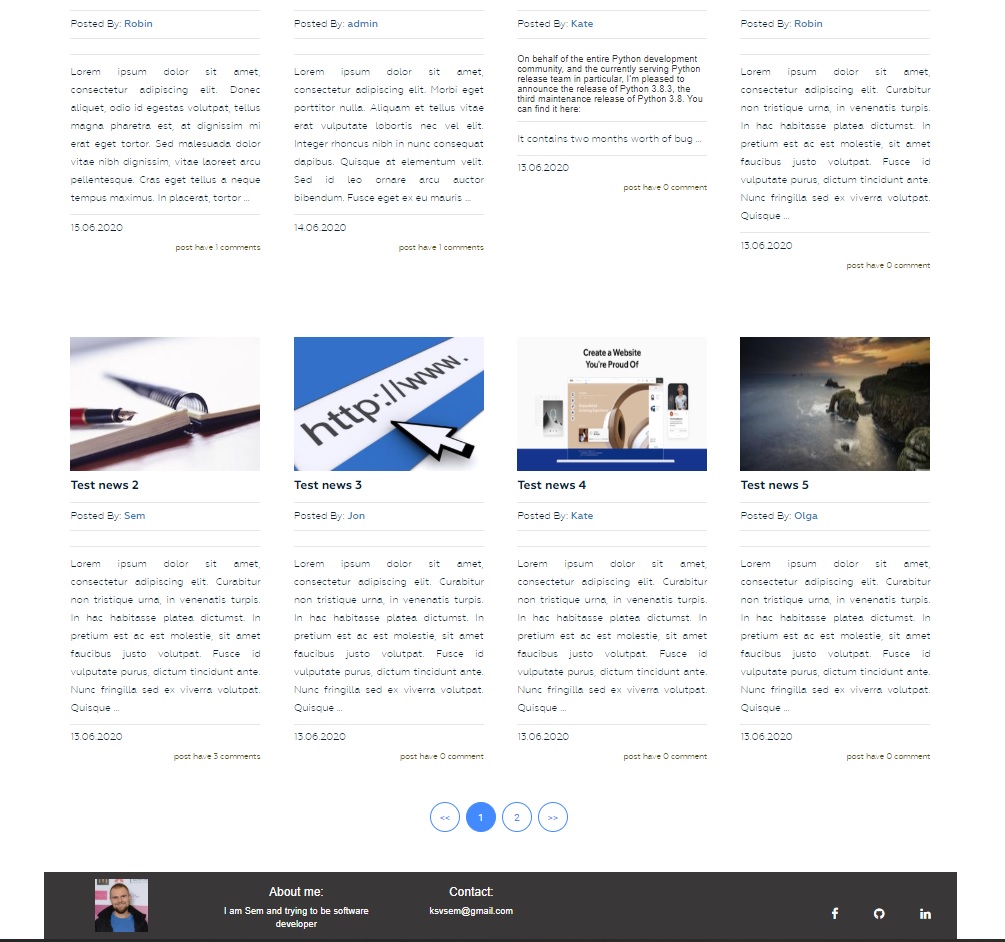 Posted By: Robin
Lorem ipsum dolor sit amet,
consectetur adipiscing elit. Donec
aliquet, odio id egestas volutpat, tellus
magna pharetra est, at dignissim mi
erat eget tortor. Sed malesuada dolor
vitae nibh dignissim, vitae laoreet arcu
pellentesque. Cras eget tellus a neque
tempus maximus. In placerat, tortor ...
15.06.2020
post have 1 comments
Posted By: admin
Lorem ipsum dolor sit amet,
consectetur adipiscing elit. Morbi eget
porttitor nulla. Aliquam et tellus vitae
erat vulputate lobortis nec vel elit.
Integer rhoncus nibh in nunc consequat
dapibus. Quisque at elementum velit.
Sed id leo ornare arcu auctor
bibendum. Fusce eget ex eu mauris ...
14.06.2020
post have 1 comments
Posted By: Kate
On behalf of the entire Python development
community, and the currently serving Python
release team in particular, I'm pleased to
announce the release of Python 3.8.3, the
third maintenance release of Python 3.8. You
can find it here:
It contains two months worth of bug ...
13.06.2020
post have 0 comment
Posted By: Robin
Lorem ipsum dolor sit amet,
consectetur adipiscing elit. Curabitur
non tristique urna, in venenatis turpis.
In hac habitasse platea dictumst. In
pretium est ac est molestie, sit amet
faucibus justo volutpat. Fusce id
vulputate purus, dictum tincidunt ante.
Nunc fringilla sed ex viverra volutpat.
Quisque ...
13.06.2020
post have 0 comment
Test news 2
Posted By: Sem
Lorem ipsum dolor sit amet,
consectetur adipiscing elit. Curabitur
non tristique urna, in venenatis turpis.
In hac habitasse platea dictumst. In
pretium est ac est molestie, sit amet
faucibus justo volutpat. Fusce id
vulputate purus, dictum tincidunt ante.
Nunc fringilla sed ex viverra volutpat.
Quisque ...
13.06.2020
post have 3 comments
http://www.
Test news 3
Posted By: Jon
Lorem ipsum dolor sit amet,
consectetur adipiscing elit. Curabitur
non tristique urna, in venenatis turpis.
In hac habitasse platea dictumst. In
pretium est ac est molestie, sit amet
faucibus justo volutpat. Fusce id
vulputate purus, dictum tincidunt ante.
Nunc fringilla sed ex viverra volutpat.
Quisque ...
13.06.2020
post have 0 comment
Create a Website
You're Proud Of
Test news 4
Posted By: Kate
Lorem ipsum dolor sit amet,
consectetur adipiscing elit. Curabitur
non tristique urna, in venenatis turpis.
In hac habitasse platea dictumst. In
pretium est ac est molestie, sit amet
faucibus justo volutpat. Fusce id
vulputate purus, dictum tincidunt ante.
Nunc fringilla sed ex viverra volutpat.
Quisque ...
13.06.2020
post have 0 comment
Test news 5
Posted By: Olga
Lorem ipsum dolor sit amet,
consectetur adipiscing elit. Curabitur
non tristique urna, in venenatis turpis.
In hac habitasse platea dictumst. In
pretium est ac est molestie, sit amet
faucibus justo volutpat. Fusce id
vulputate purus, dictum tincidunt ante.
Nunc fringilla sed ex viverra volutpat.
Quisque ...
13.06.2020
post have 0 comment
<< 1 2 >>
About me:
I am Sem and trying to be software
developer
Contact:
ksvsem@gmail.com